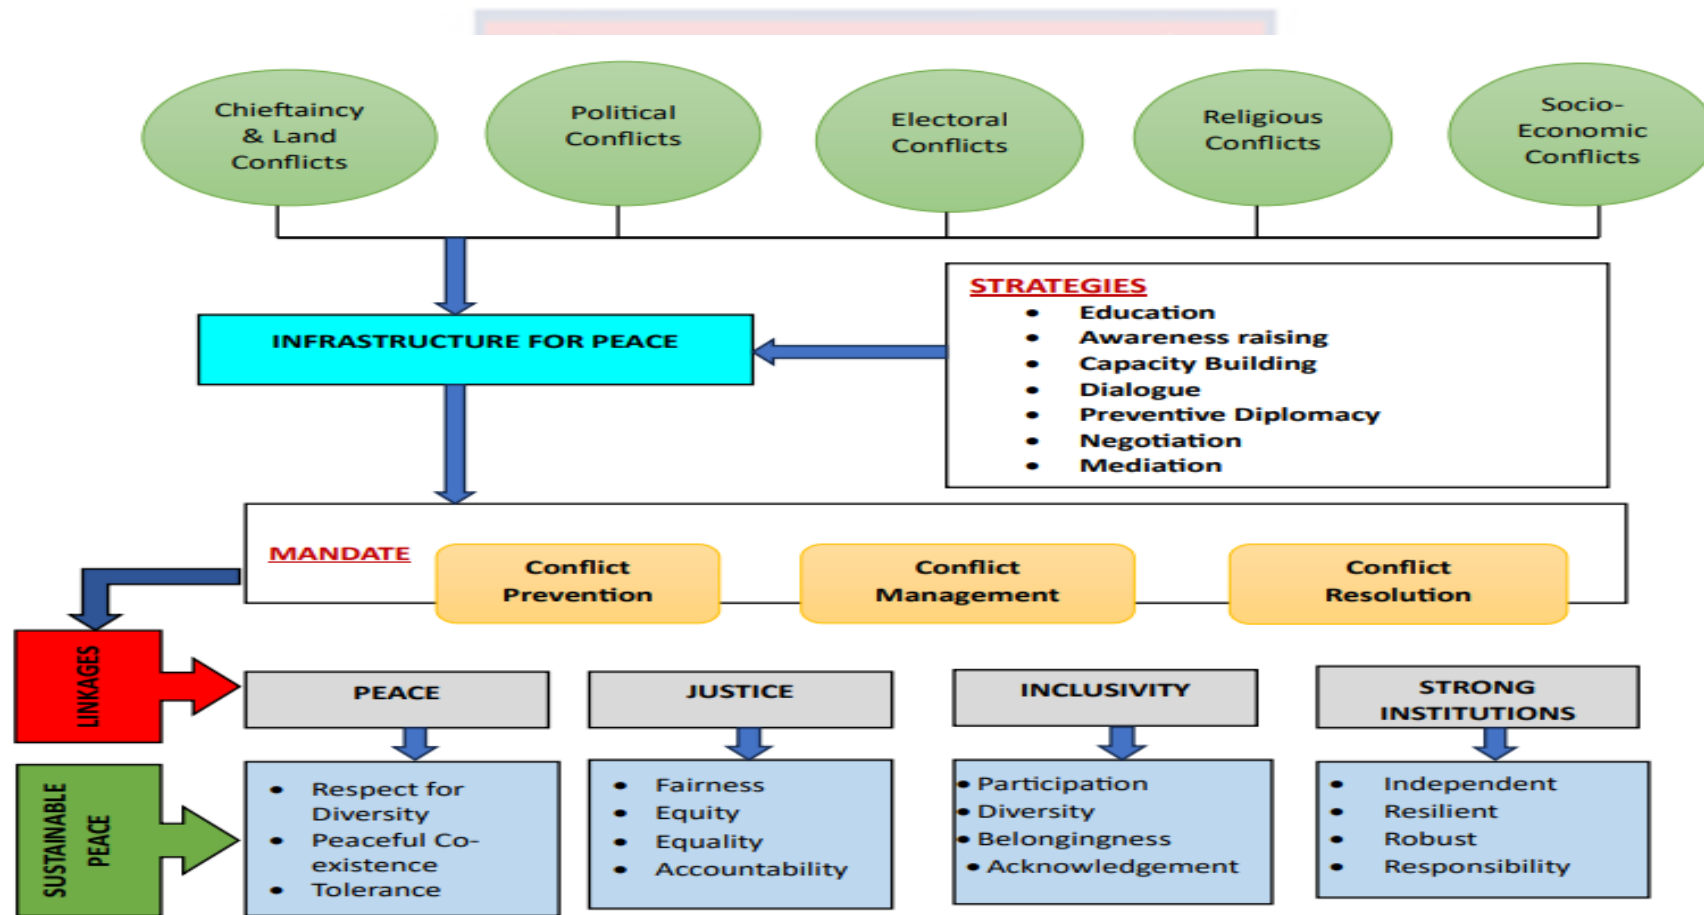 Chieftaincy
& Land
Conflicts
Political
Conflicts
Electoral
Conflicts
Religious
Conflicts
Socio-
Economic
Conflicts
INFRASTRUCTURE FOR PEACE
STRATEGIES
• Education
• Awareness raising
• Capacity Building
• Dialogue
• Preventive Diplomacy
• Negotiation
• Mediation
MANDATE
Conflict
Prevention
Conflict
Management
Conflict
Resolution
LINKAGES
PEACE
JUSTICE
INCLUSIVITY
STRONG
INSTITUTIONS
SUSTAINABLE
PEACE
• Respect for
Diversity
• Peaceful Co-
existence
• Tolerance
• Fairness
• Equity
• Equality
• Accountability
• Participation
• Diversity
• Belongingness
• Acknowledgement
• Independent
• Resilient
• Robust
• Responsibility